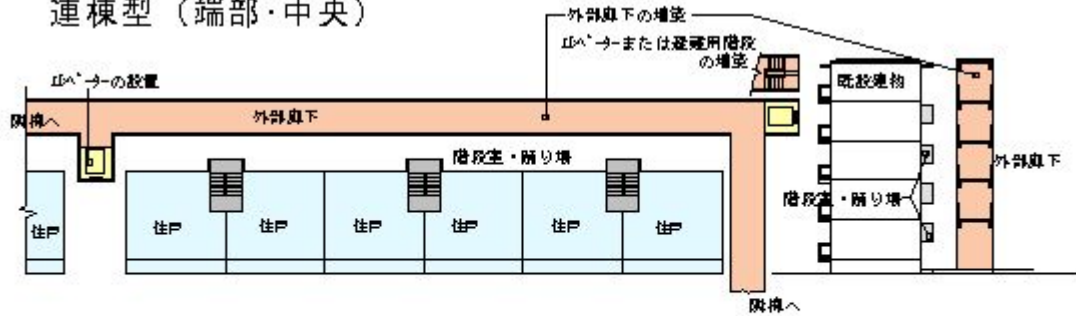 連棟型（端部・中央）
外部廊下の増築
ｴﾚﾍﾞｰﾀｰまたは避難用階段
の増築
ｴﾚﾍﾞｰﾀｰの設置
既設建物
隣棟へ
外部廊下
階段室・踊り場
外部廊下
階段室・踊り場
住戸
住戸
住戸
住戸
住戸
住戸
住戸
隣棟へ